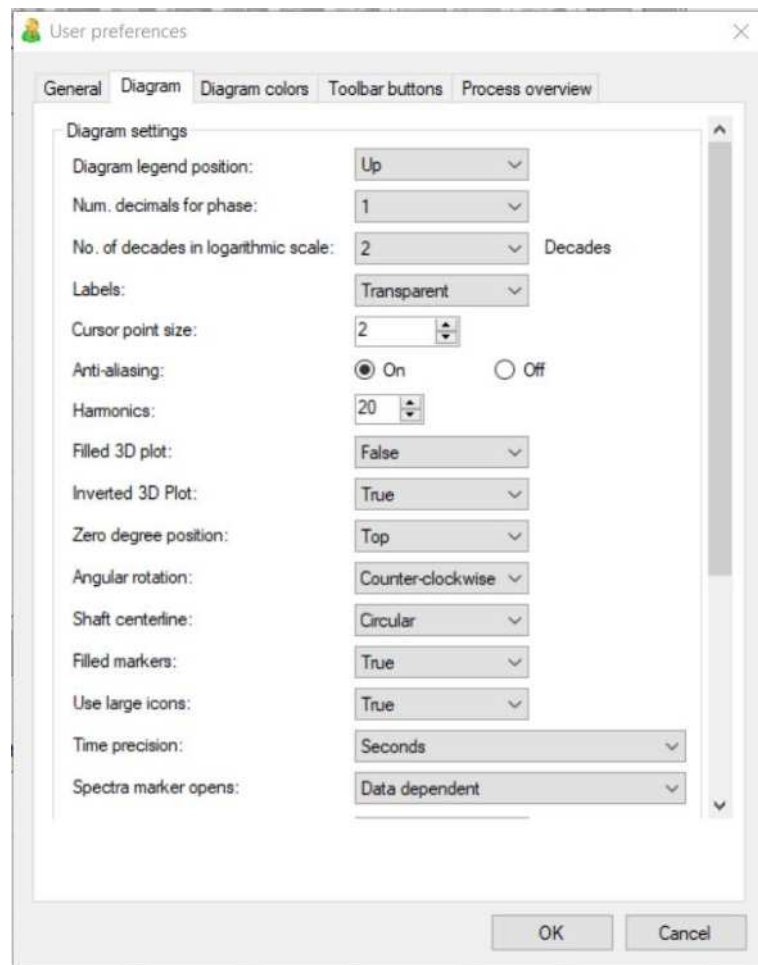 User preferences
General Diagram Diagram colors Toolbar buttons Process overview
Diagram settings
Diagram legend position: Up
Num. decimals for phase: 1
No. of decades in logarithmic scale: 2 Decades
Labels: Transparent
Cursor point size: 2
Anti-aliasing: On Off
Harmonics: 20
Filled 3D plot: False
Inverted 3D Plot: True
Zero degree position: Top
Angular rotation: Counter-clockwise
Shaft centerline: Circular
Filled markers: True
Use large icons: True
Time precision: Seconds
Spectra marker opens: Data dependent
OK Cancel